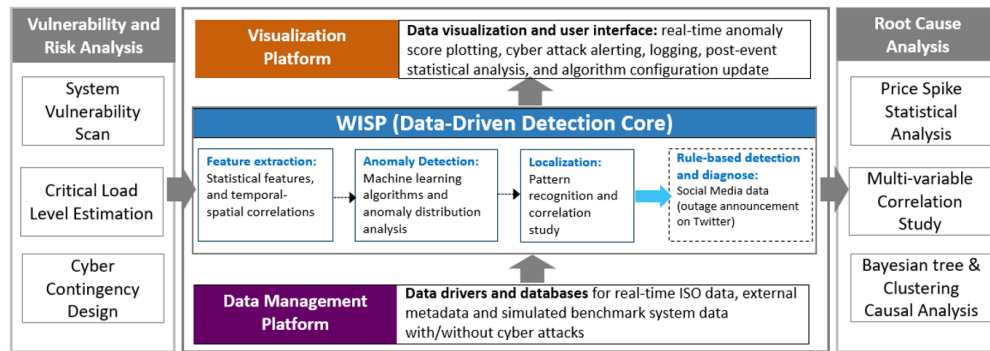 Vulnerability and
Risk Analysis
System
Vulnerability
Scan
Critical Load
Level Estimation
Cyber
Contingency
Design
Visualization
Platform
Data visualization and user interface: real-time anomaly
score plotting, cyber attack alerting, logging, post-event
statistical analysis, and algorithm configuration update
WISP (Data-Driven Detection Core)
Feature extraction:
Statistical features,
and temporal-
spatial correlations
Anomaly Detection:
Machine learning
algorithms and
anomaly distribution
analysis
Localization:
Pattern
recognition and
correlation
study
Rule-based detection
and diagnose:
Social Media data
(outage announcement
on Twitter)
Data Management
Platform
Data drivers and databases for real-time ISO data, external
metadata and simulated benchmark system data
with/without cyber attacks
Root Cause
Analysis
Price Spike
Statistical
Analysis
Multi-variable
Correlation
Study
Bayesian tree &
Clustering
Causal Analysis